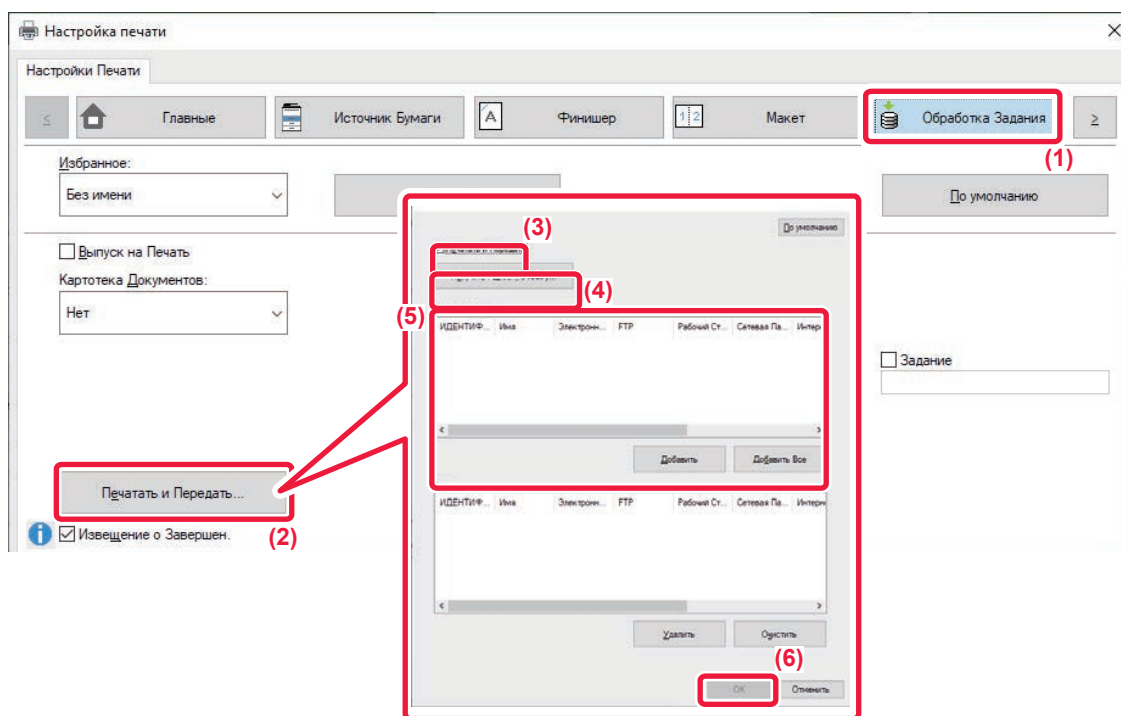 Настройка печати
Настройки Печати
< Главные Источник Бумаги Финишер Макет Обработка Задания >
(1)
Избранное:
Без имени По умолчанию
По умолчанию
(3)
Выпуск на Печать
Картотека Документов:
(4)
Нет
(5)
ИДЕНТИФ... Имя Электронн... FTP Рабочий Ст... Сетевая Па... Интер
Задание
Добавить Добавить Все
Печатать и Передать...
ИДЕНТИФ... Имя Электронн... FTP Рабочий Ст... Сетевая Па... Интерн
Извещение о Завершен.
(2)
Удалить Очистить
(6)
OK Отменить